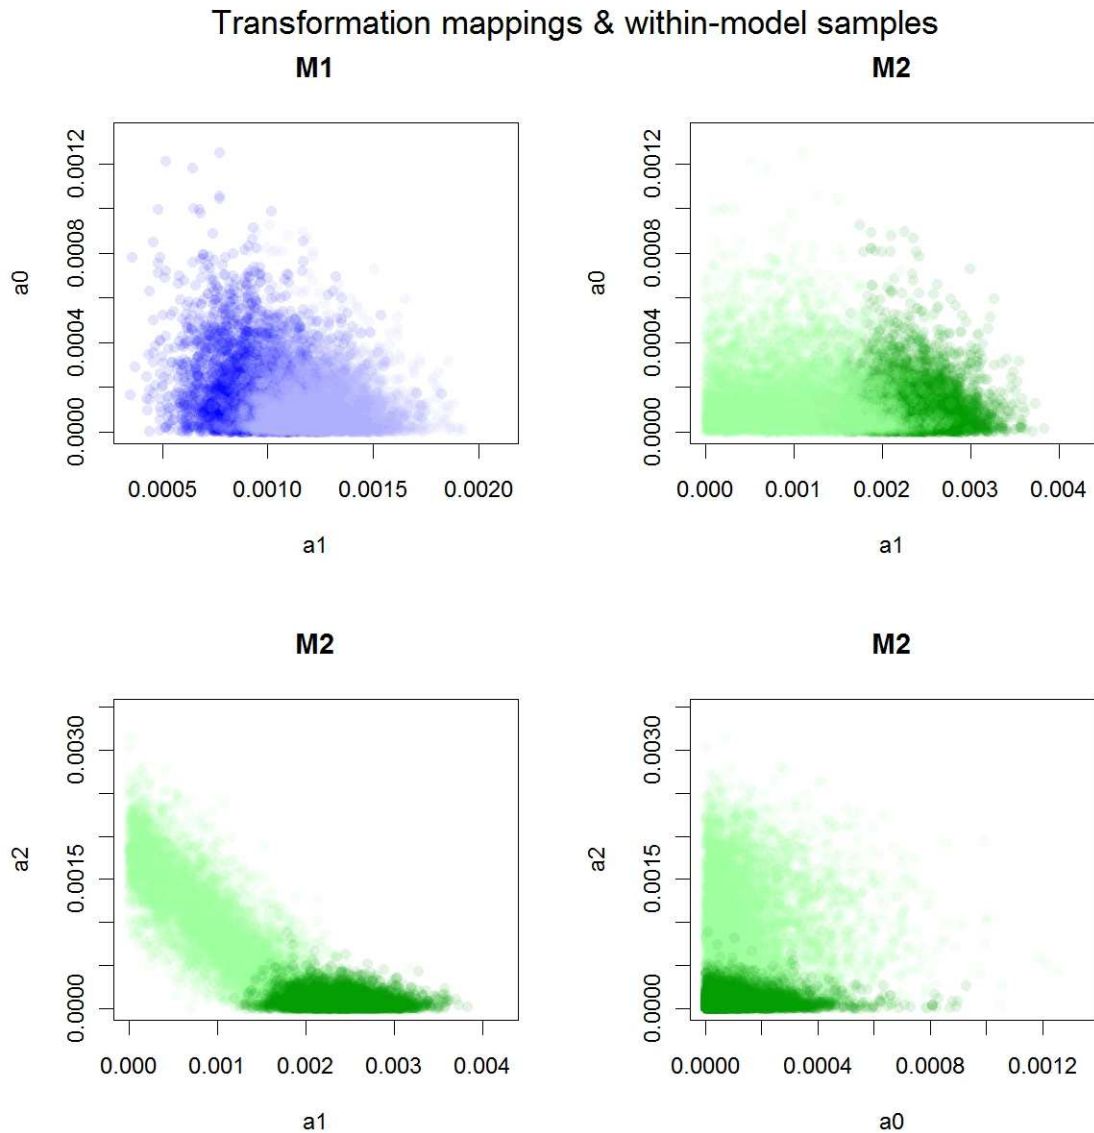 Transformation mappings & within-model samples
M1
M2
a0
0.0012
0.0008
0.0004
0.0000
0.0005 0.0010 0.0015 0.0020
a1
a0
0.0012
0.0008
0.0004
0.0000
0.000 0.001 0.002 0.003 0.004
a1
M2
M2
a2
0.0030
0.0015
0.0000
0.000 0.001 0.002 0.003 0.004
a1
a2
0.0030
0.0015
0.0000
0.0000 0.0004 0.0008 0.0012
a0